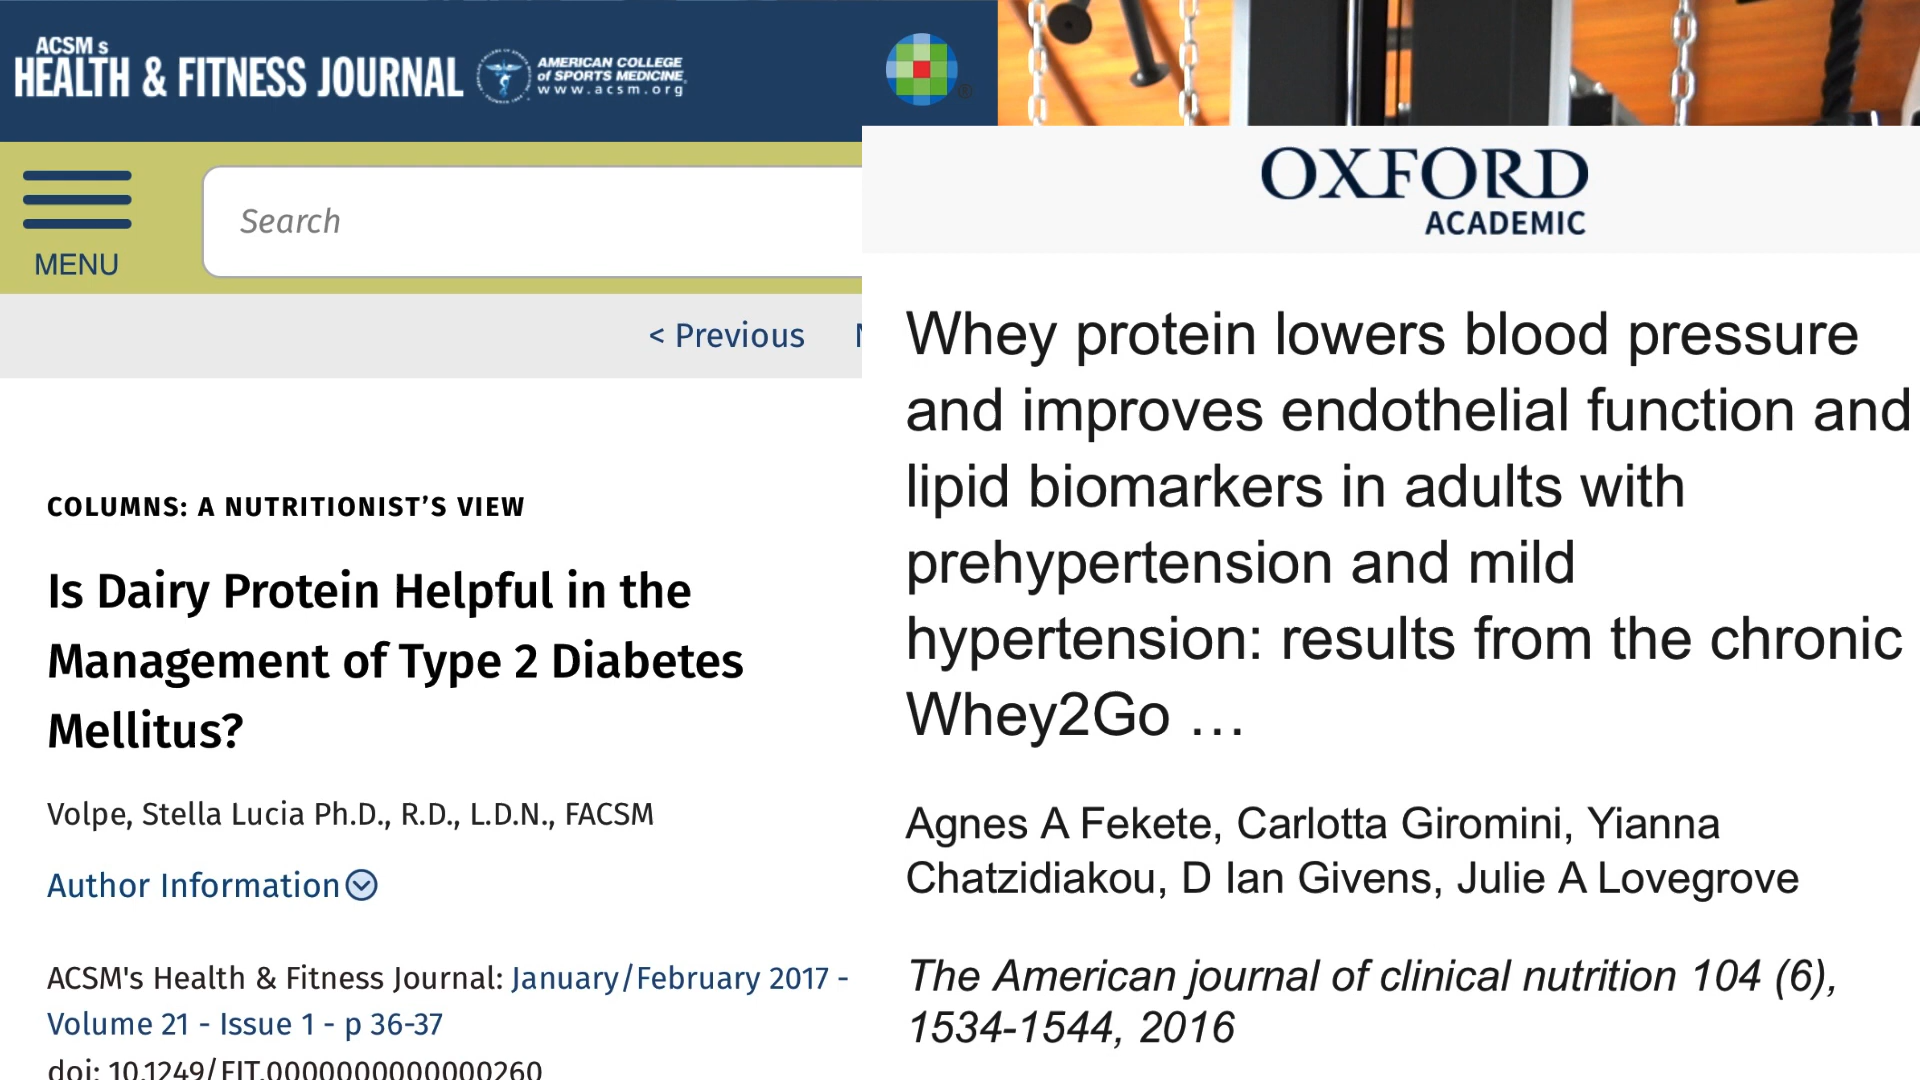 ACSM s
HEALTH & FITNESS JOURNAL
AMERICAN COLLEGE
of SPORTS MEDICINE
www.acsm.org
MENU
Search
< Previous
COLUMNS: A NUTRITIONIST’S VIEW
Is Dairy Protein Helpful in the
Management of Type 2 Diabetes
Mellitus?
Volpe, Stella Lucia Ph.D., R.D., L.D.N., FACSM
Author Information
ACSM's Health & Fitness Journal: January/February 2017 -
Volume 21 - Issue 1 - p 36-37
doi: 10.1249/FIT.0000000000000260
OXFORD
ACADEMIC
Whey protein lowers blood pressure
and improves endothelial function and
lipid biomarkers in adults with
prehypertension and mild
hypertension: results from the chronic
Whey2Go …
Agnes A Fekete, Carlotta Giromini, Yianna
Chatzidiakou, D Ian Givens, Julie A Lovegrove
The American journal of clinical nutrition 104 (6),
1534-1544, 2016